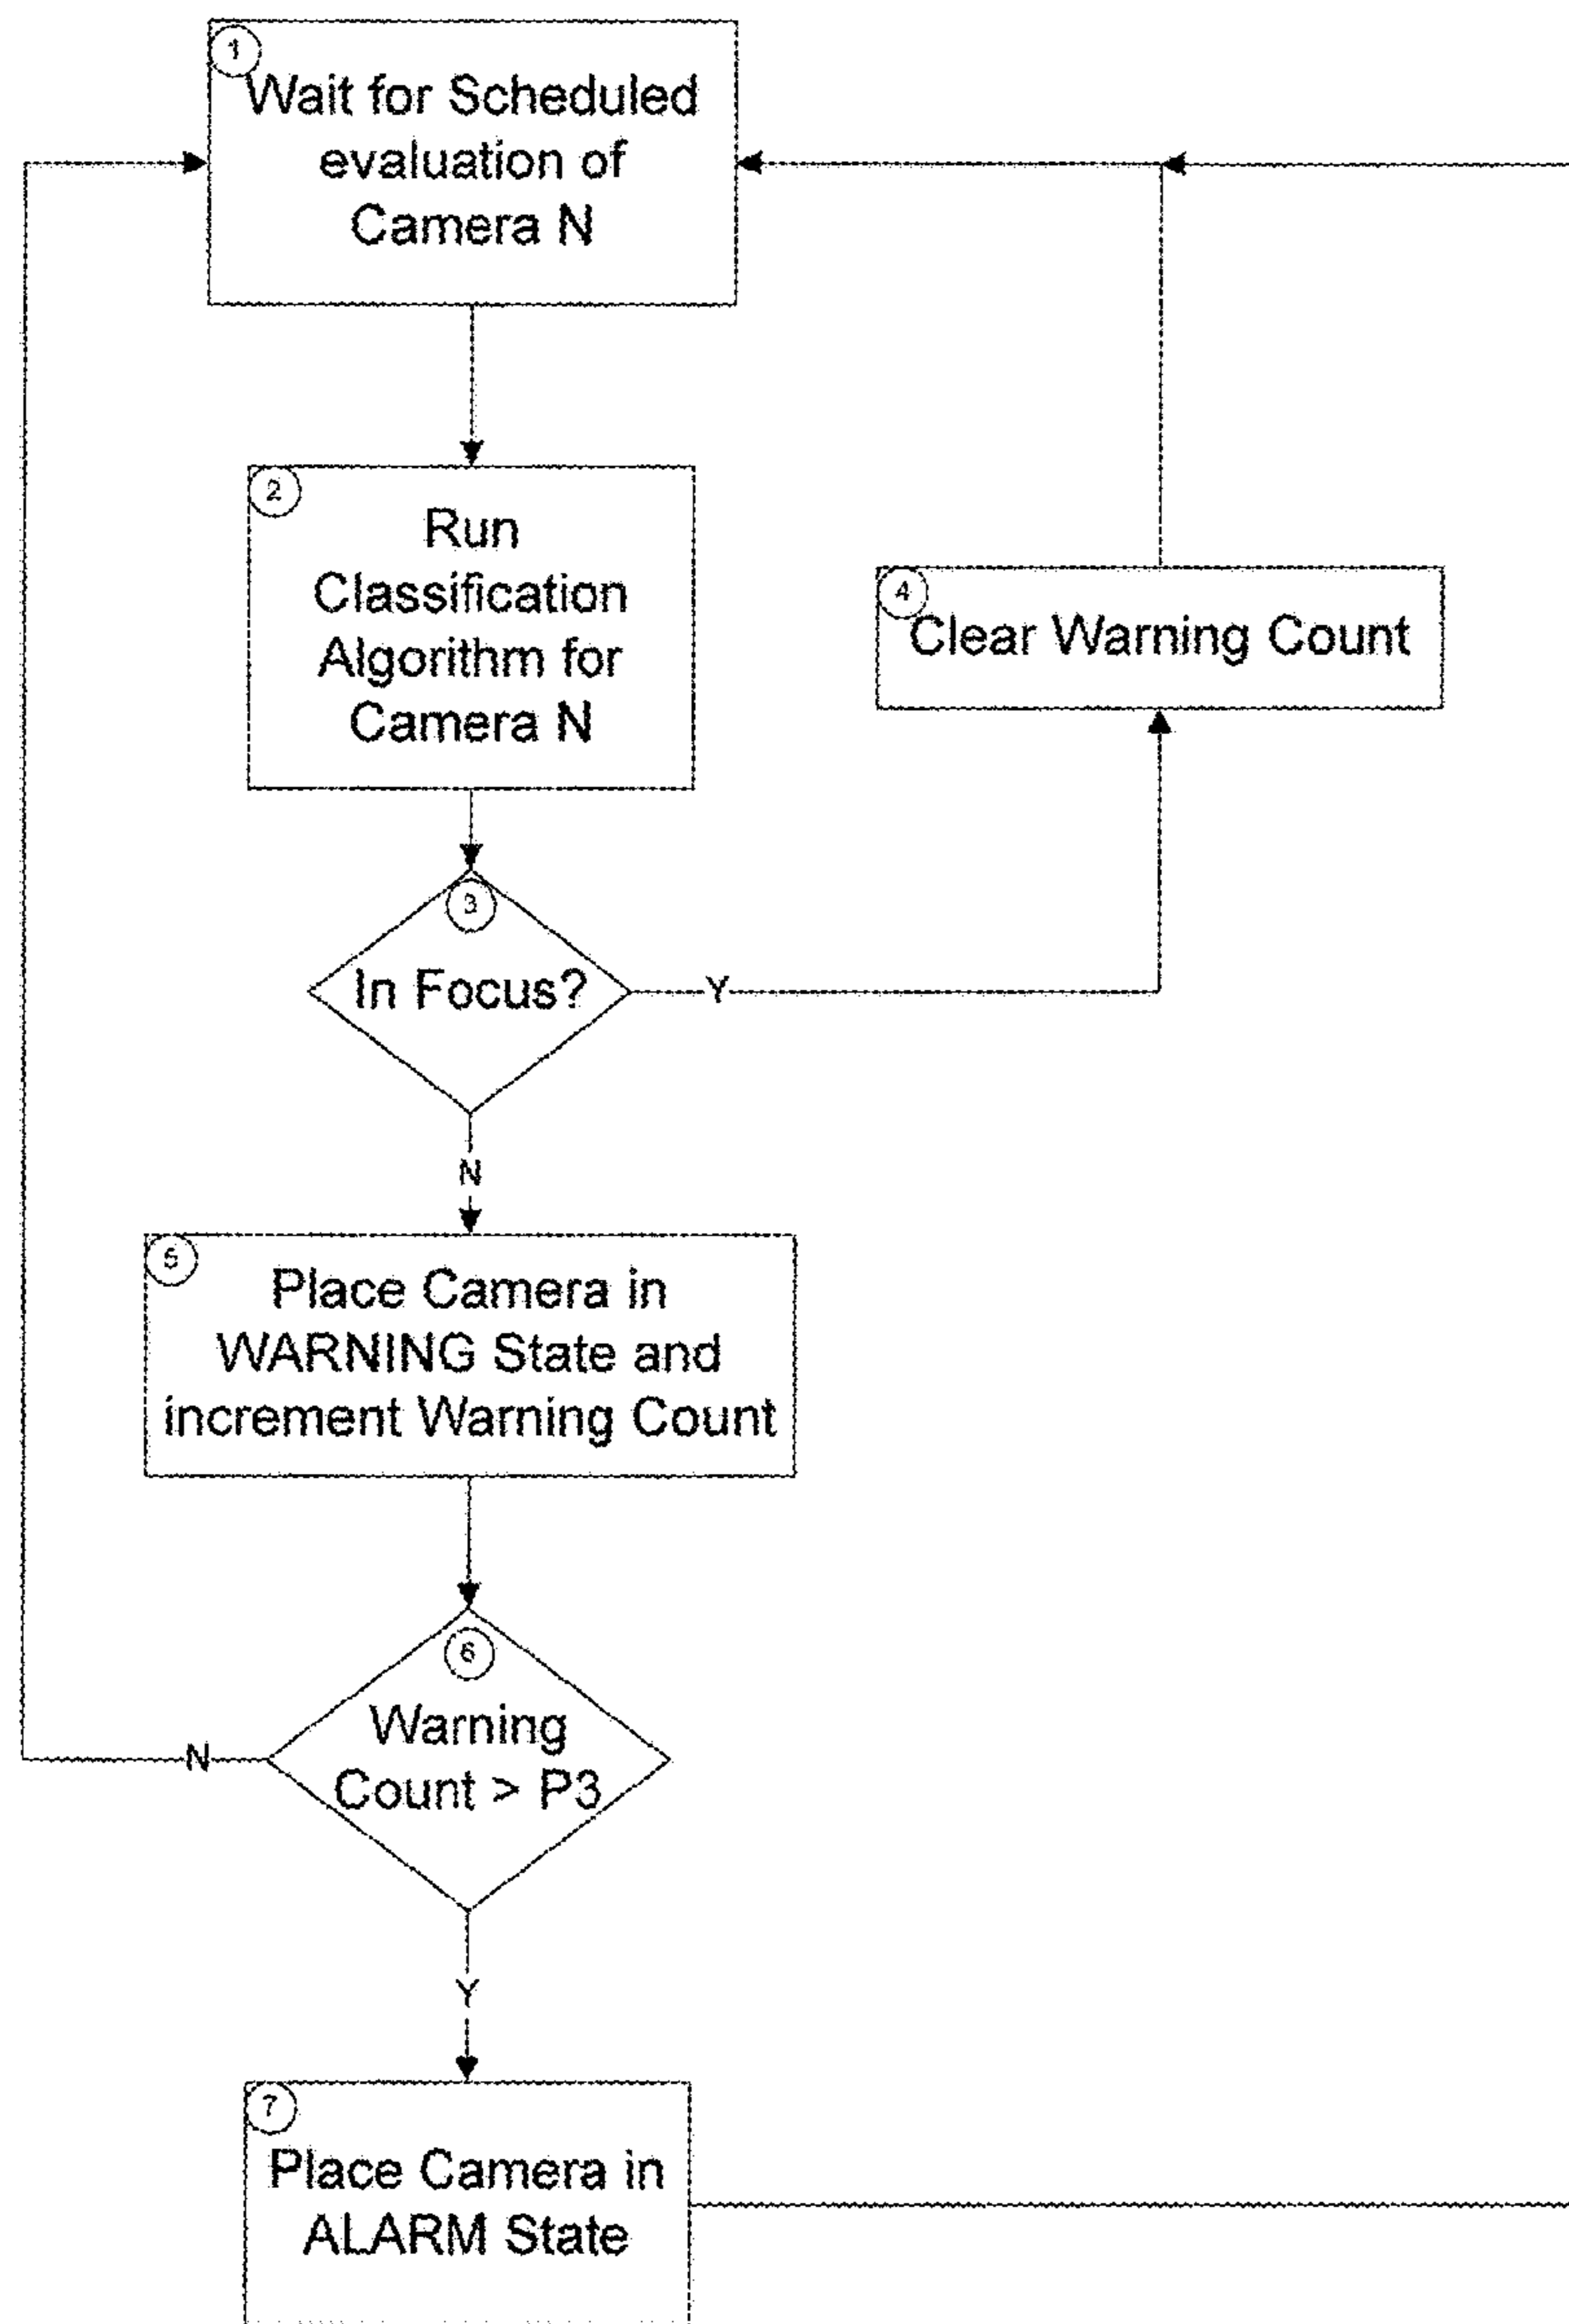 1
Wait for Scheduled
evaluation of
Camera N
2
Run
Classification
Algorithm for
Camera N
4
Clear Warning Count
3
In Focus?
Y
N
5
Place Camera in
WARNING State and
increment Warning Count
6
Warning
Count > P3
N
Y
7
Place Camera in
ALARM State